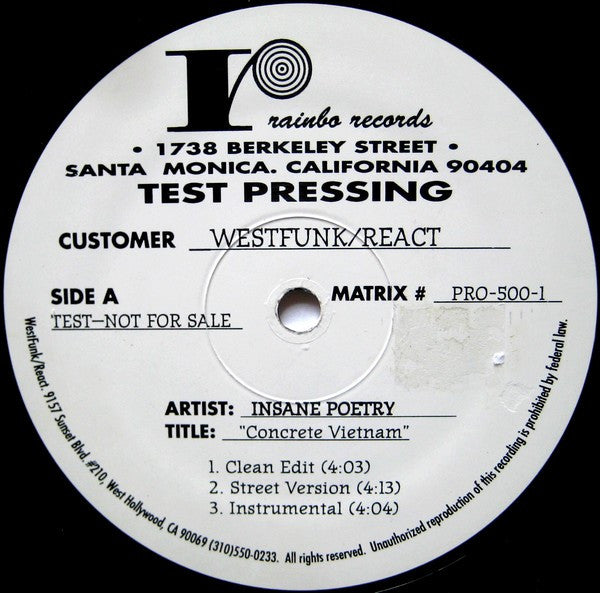 ro
rainbo records
• 1738 BERKELEY STREET •
SANTA MONICA. CALIFORNIA 90404
TEST PRESSING
CUSTOMER WESTFUNK/REACT
SIDE A MATRIX # PRO-500-1
TEST—NOT FOR SALE
ARTIST: INSANE POETRY
TITLE: "Concrete Vietnam"
1. Clean Edit (4:03)
2. Street Version (4:13)
3. Instrumental (4:04)
WestFunk/React. 9157 Sunset Blvd. #210, West Hollywood, CA 90069 (310)550-0233. All rights reserved. Unauthorized reproduction of this recording is prohibited by federal law.